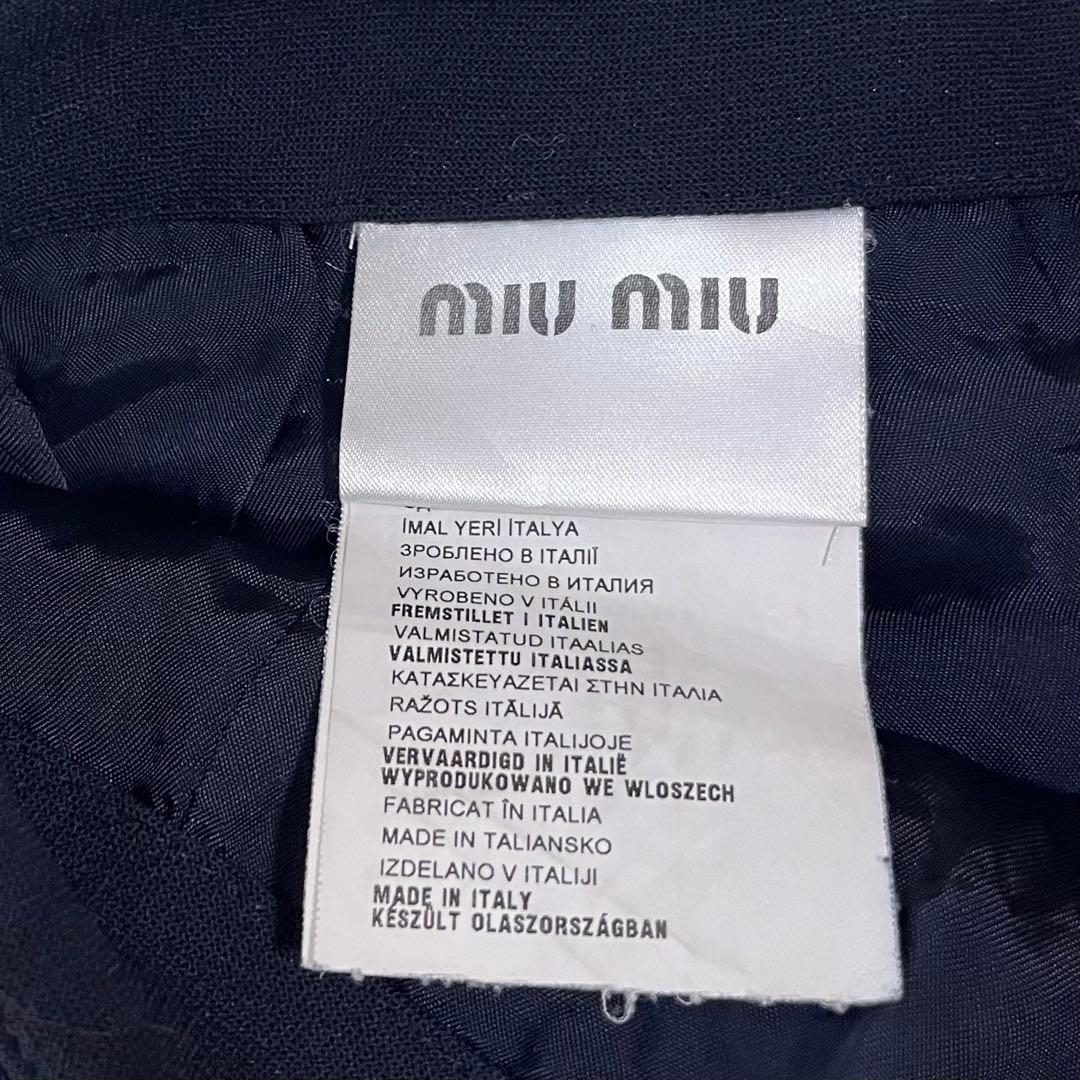 MIU MIU
İMAL YERİ İTALYA
ЗРОБЛЕНО В ІТАЛІЇ
ИЗРАБОТЕНО В ИТАЛИЯ
VYROBENO V ITÁLII
FREMSTILLET I ITALIEN
VALMISTATUD ITAALIAS
VALMISTETTU ITALIASSA
ΚΑΤΑΣΚΕΥΑΖΕΤΑΙ ΣΤΗΝ ΙΤΑΛΙΑ
RAŽOTS ITĀLIJĀ
PAGAMINTA ITALIJOJE
VERVAARDIGD IN ITALIË
WYPRODUKOWANO WE WLOSZECH
FABRICAT ÎN ITALIA
MADE IN TALIANSKO
IZDELANO V ITALIJI
MADE IN ITALY
KÉSZÜLT OLASZORSZÁGBAN